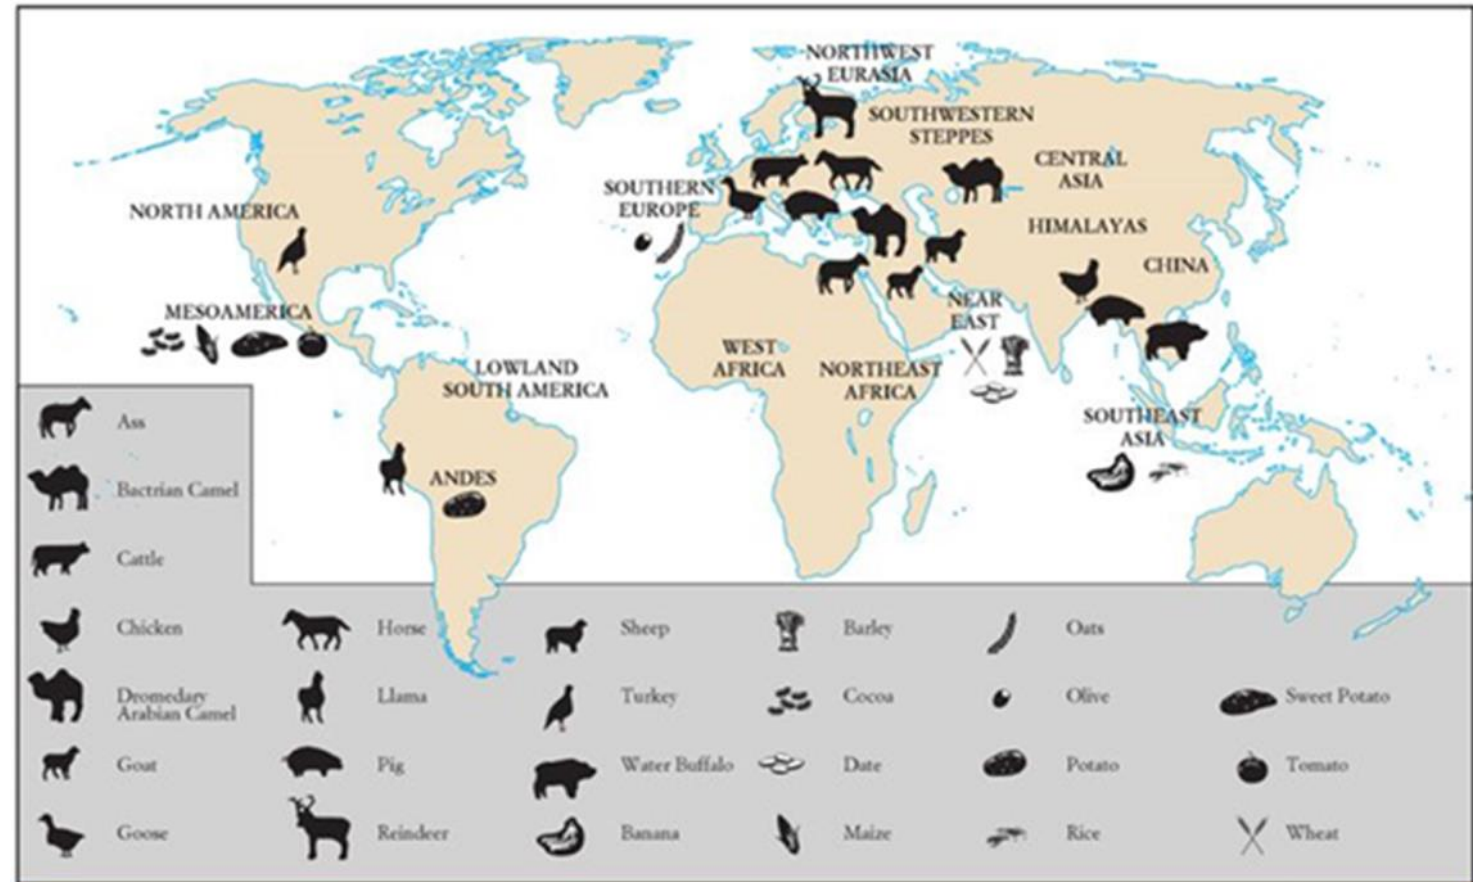 NORTHWEST
EURASIA
SOUTHWESTERN
STEPPES
CENTRAL
ASIA
SOUTHERN
EUROPE
NORTH AMERICA
HIMALAYAS
CHINA
MESOAMERICA
NEAR
EAST
WEST
AFRICA
NORTHEAST
AFRICA
LOWLAND
SOUTH AMERICA
SOUTHEAST
ASIA
ANDES
Ass
Bactrian Camel
Cattle
Chicken
Horse
Sheep
Barley
Oats
Dromedary
Arabian Camel
Llama
Turkey
Cocoa
Olive
Sweet Potato
Goat
Pig
Water Buffalo
Date
Potato
Tomato
Goose
Reindeer
Banana
Maize
Rice
Wheat